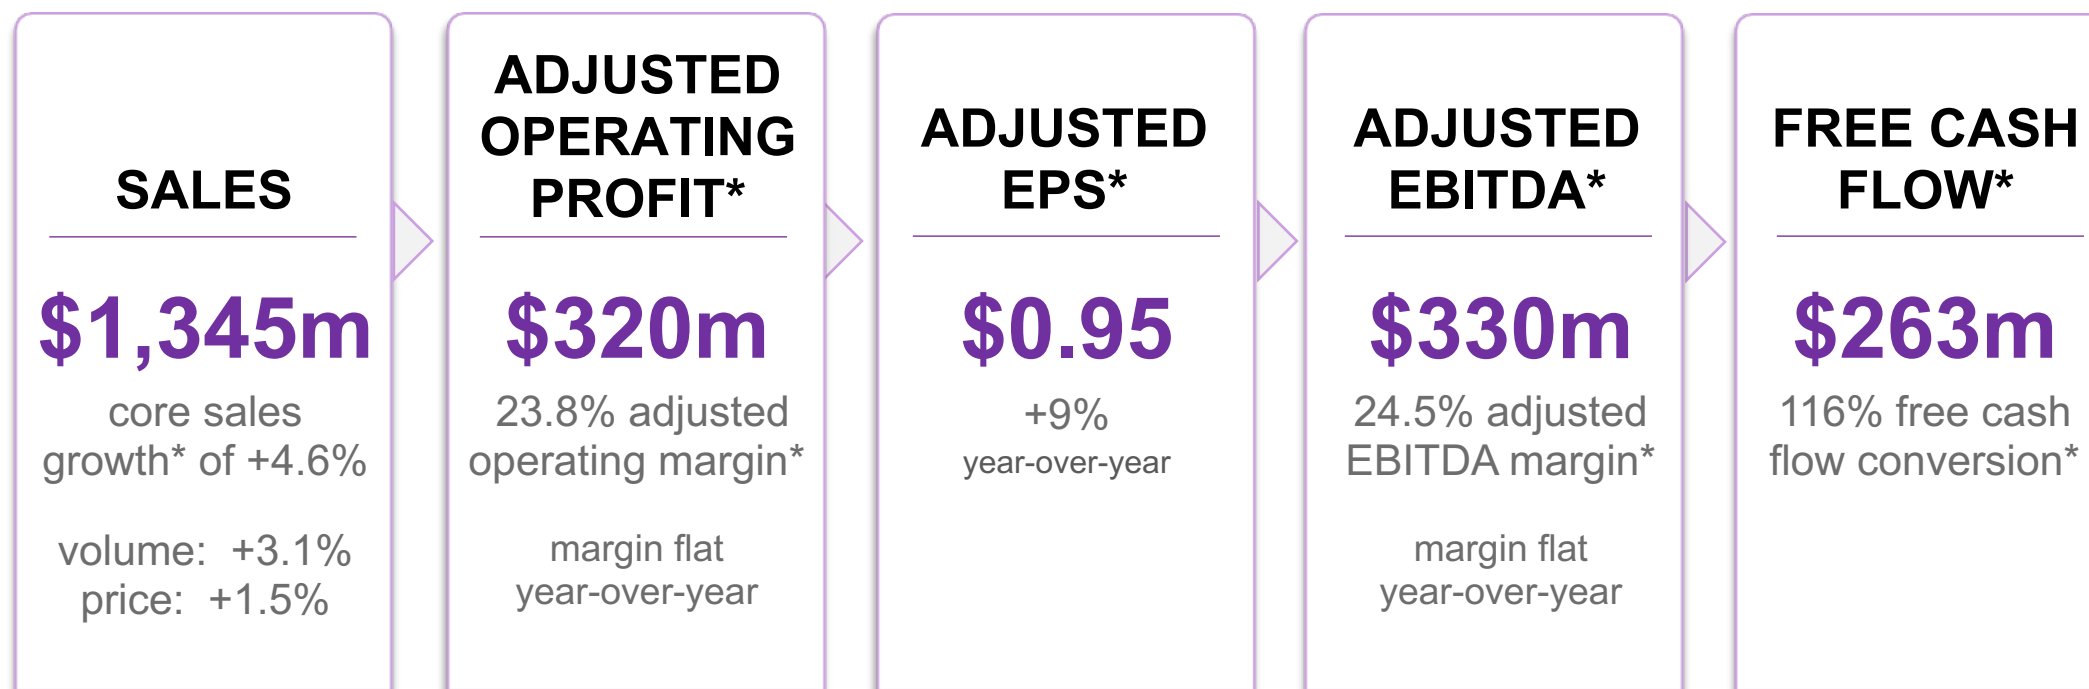 SALES
$1,345m
core sales
growth* of +4.6%
volume:  +3.1%
price:  +1.5%
ADJUSTED
OPERATING
PROFIT*
$320m
23.8% adjusted
operating margin*
margin flat
year-over-year
ADJUSTED
EPS*
$0.95
+9%
year-over-year
ADJUSTED
EBITDA*
$330m
24.5% adjusted
EBITDA margin*
margin flat
year-over-year
FREE CASH
FLOW*
$263m
116% free cash
flow conversion*